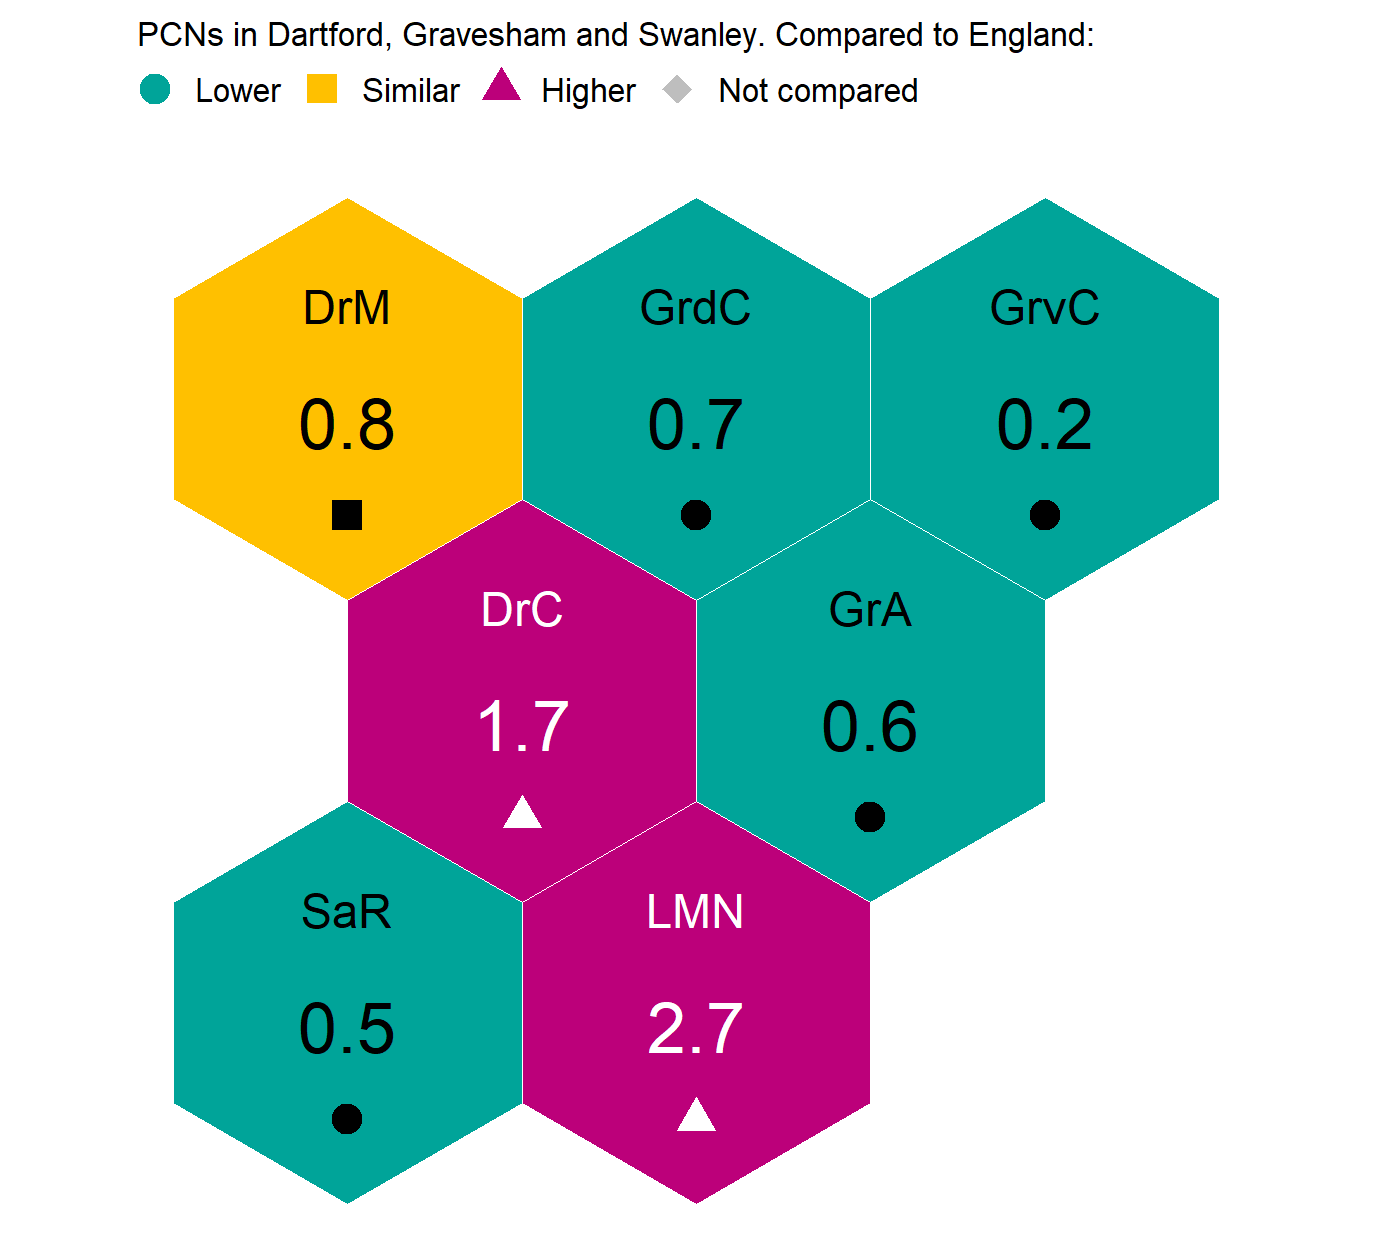 PCNs in Dartford, Gravesham and Swanley. Compared to England:
Lower Similar Higher Not compared
DrM GrdC GrvC
0.8 0.7 0.2
DrC GrA
1.7 0.6
SaR LMN
0.5 2.7